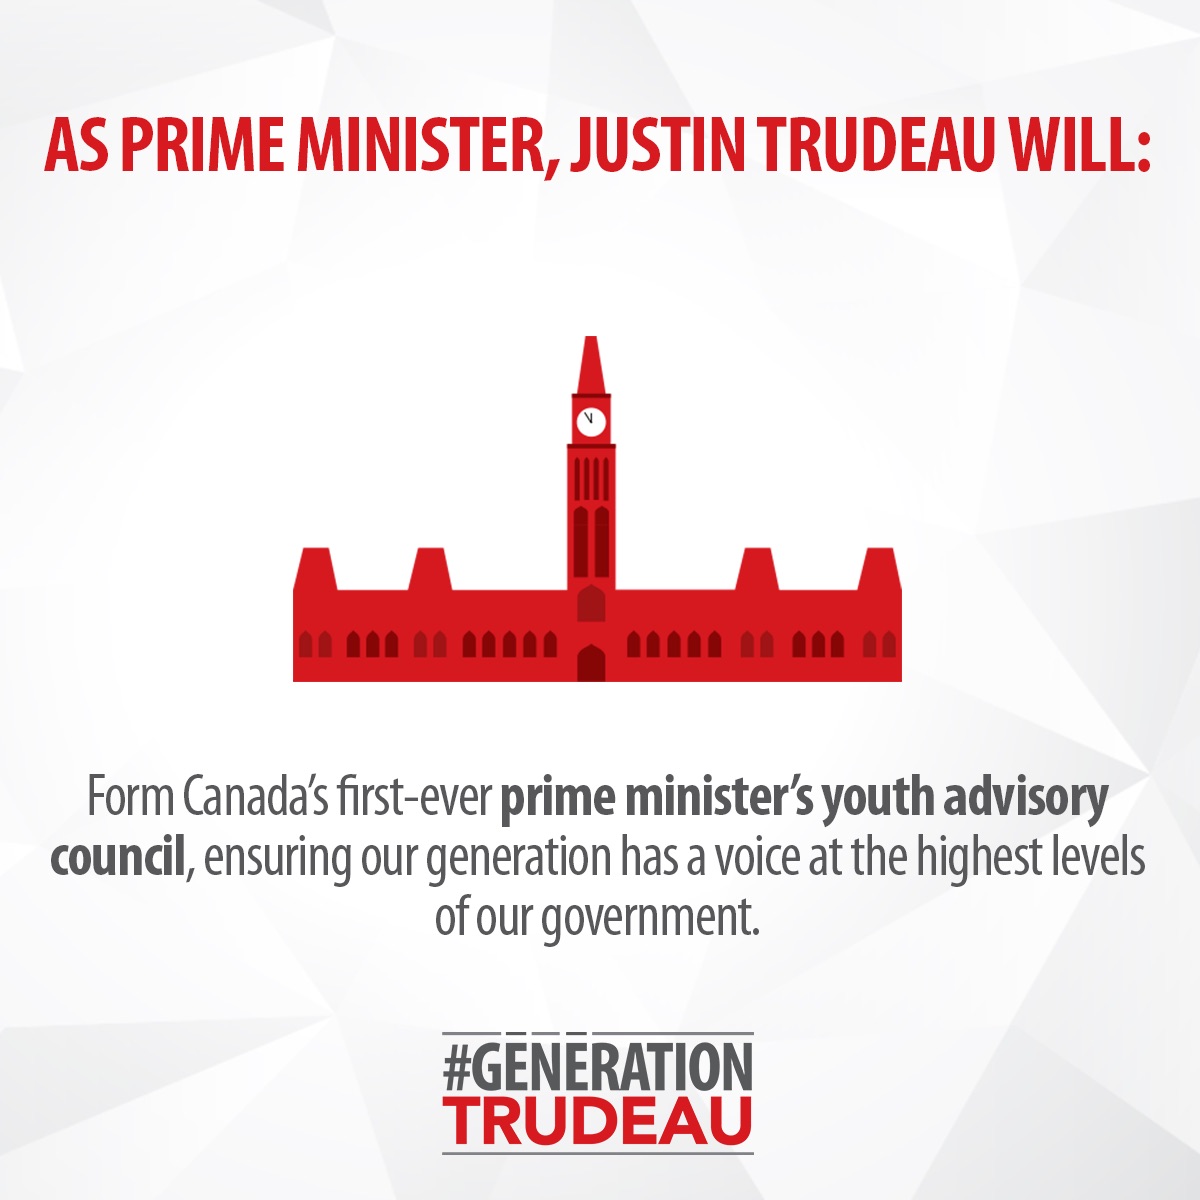 AS PRIME MINISTER, JUSTIN TRUDEAU WILL:
Form Canada’s first-ever prime minister’s youth advisory
council, ensuring our generation has a voice at the highest levels
of our government.
#GENERATION
TRUDEAU